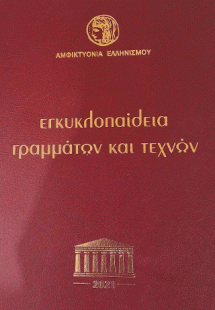 ΑΜΦΙΚΤΥΟΝΙΑ ΕΛΛΗΝΙΣΜΟΥ
εγκυκλοπαίδεια
γραμμάτων και τεχνών
2021